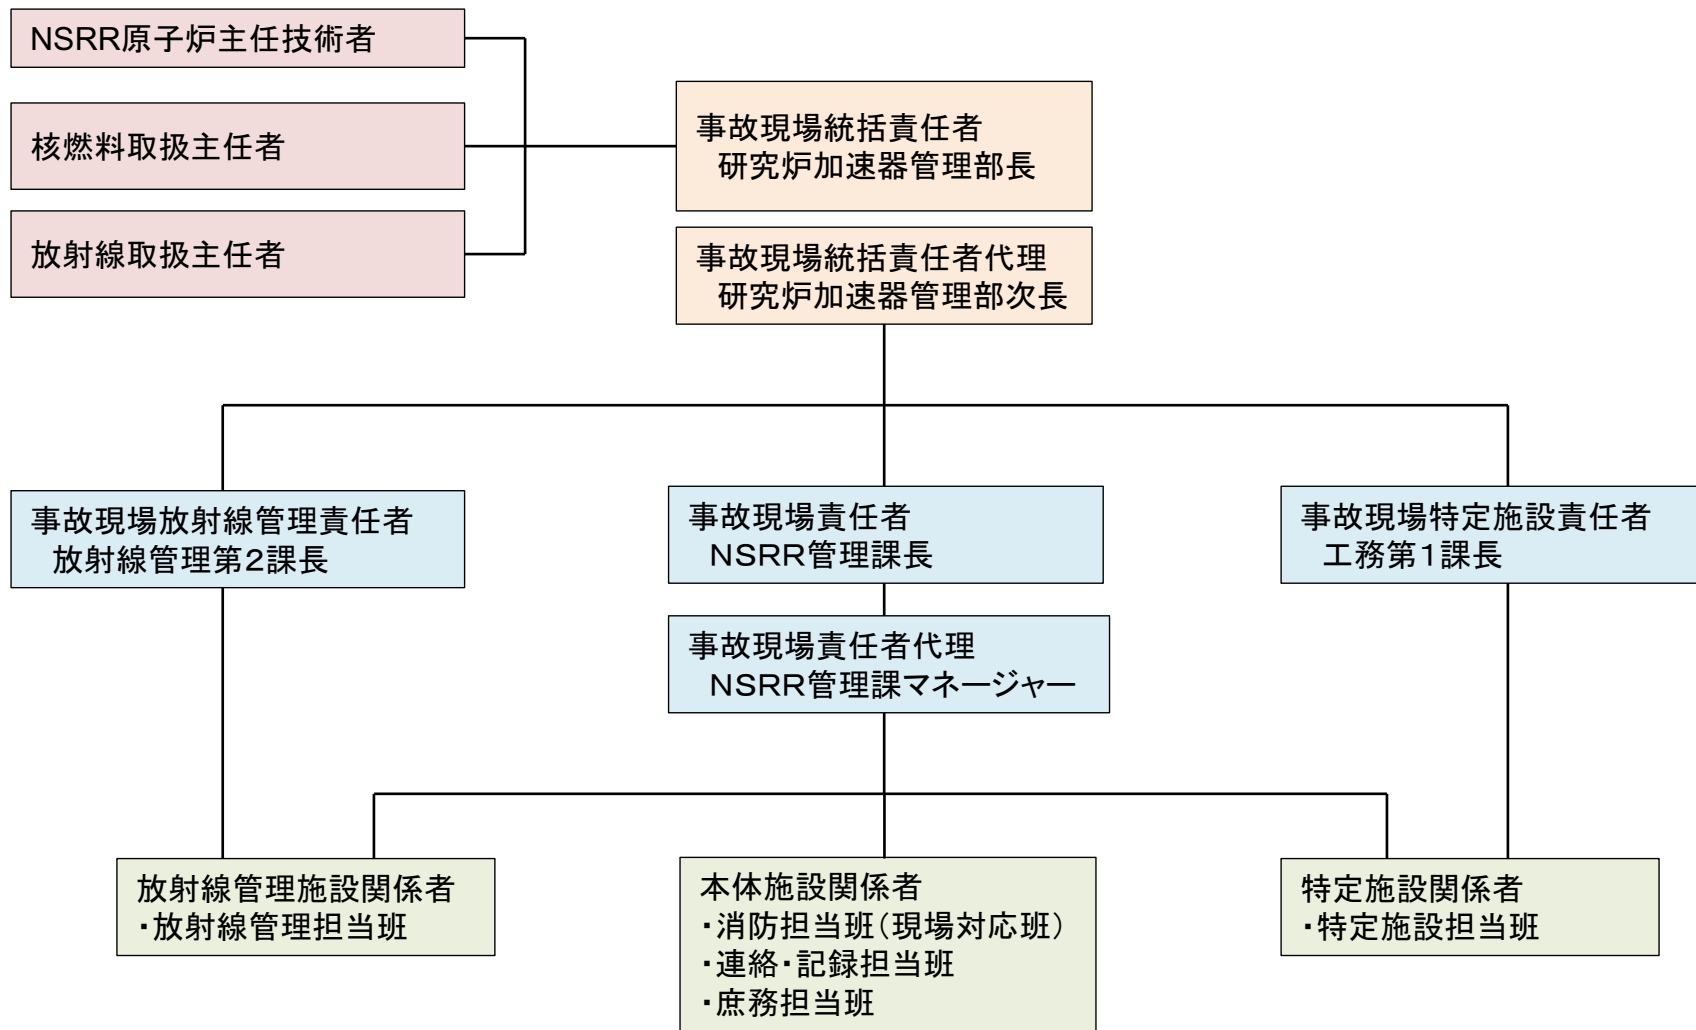 NSRR原子炉主任技術者
核燃料取扱主任者
放射線取扱主任者
事故現場統括責任者
研究炉加速器管理部長
事故現場統括責任者代理
研究炉加速器管理部次長
事故現場放射線管理責任者
放射線管理第2課長
事故現場責任者
NSRR管理課長
事故現場特定施設責任者
工務第1課長
事故現場責任者代理
NSRR管理課マネージャー
放射線管理施設関係者
・放射線管理担当班
本体施設関係者
・消防担当班（現場対応班）
・連絡・記録担当班
・庶務担当班
特定施設関係者
・特定施設担当班